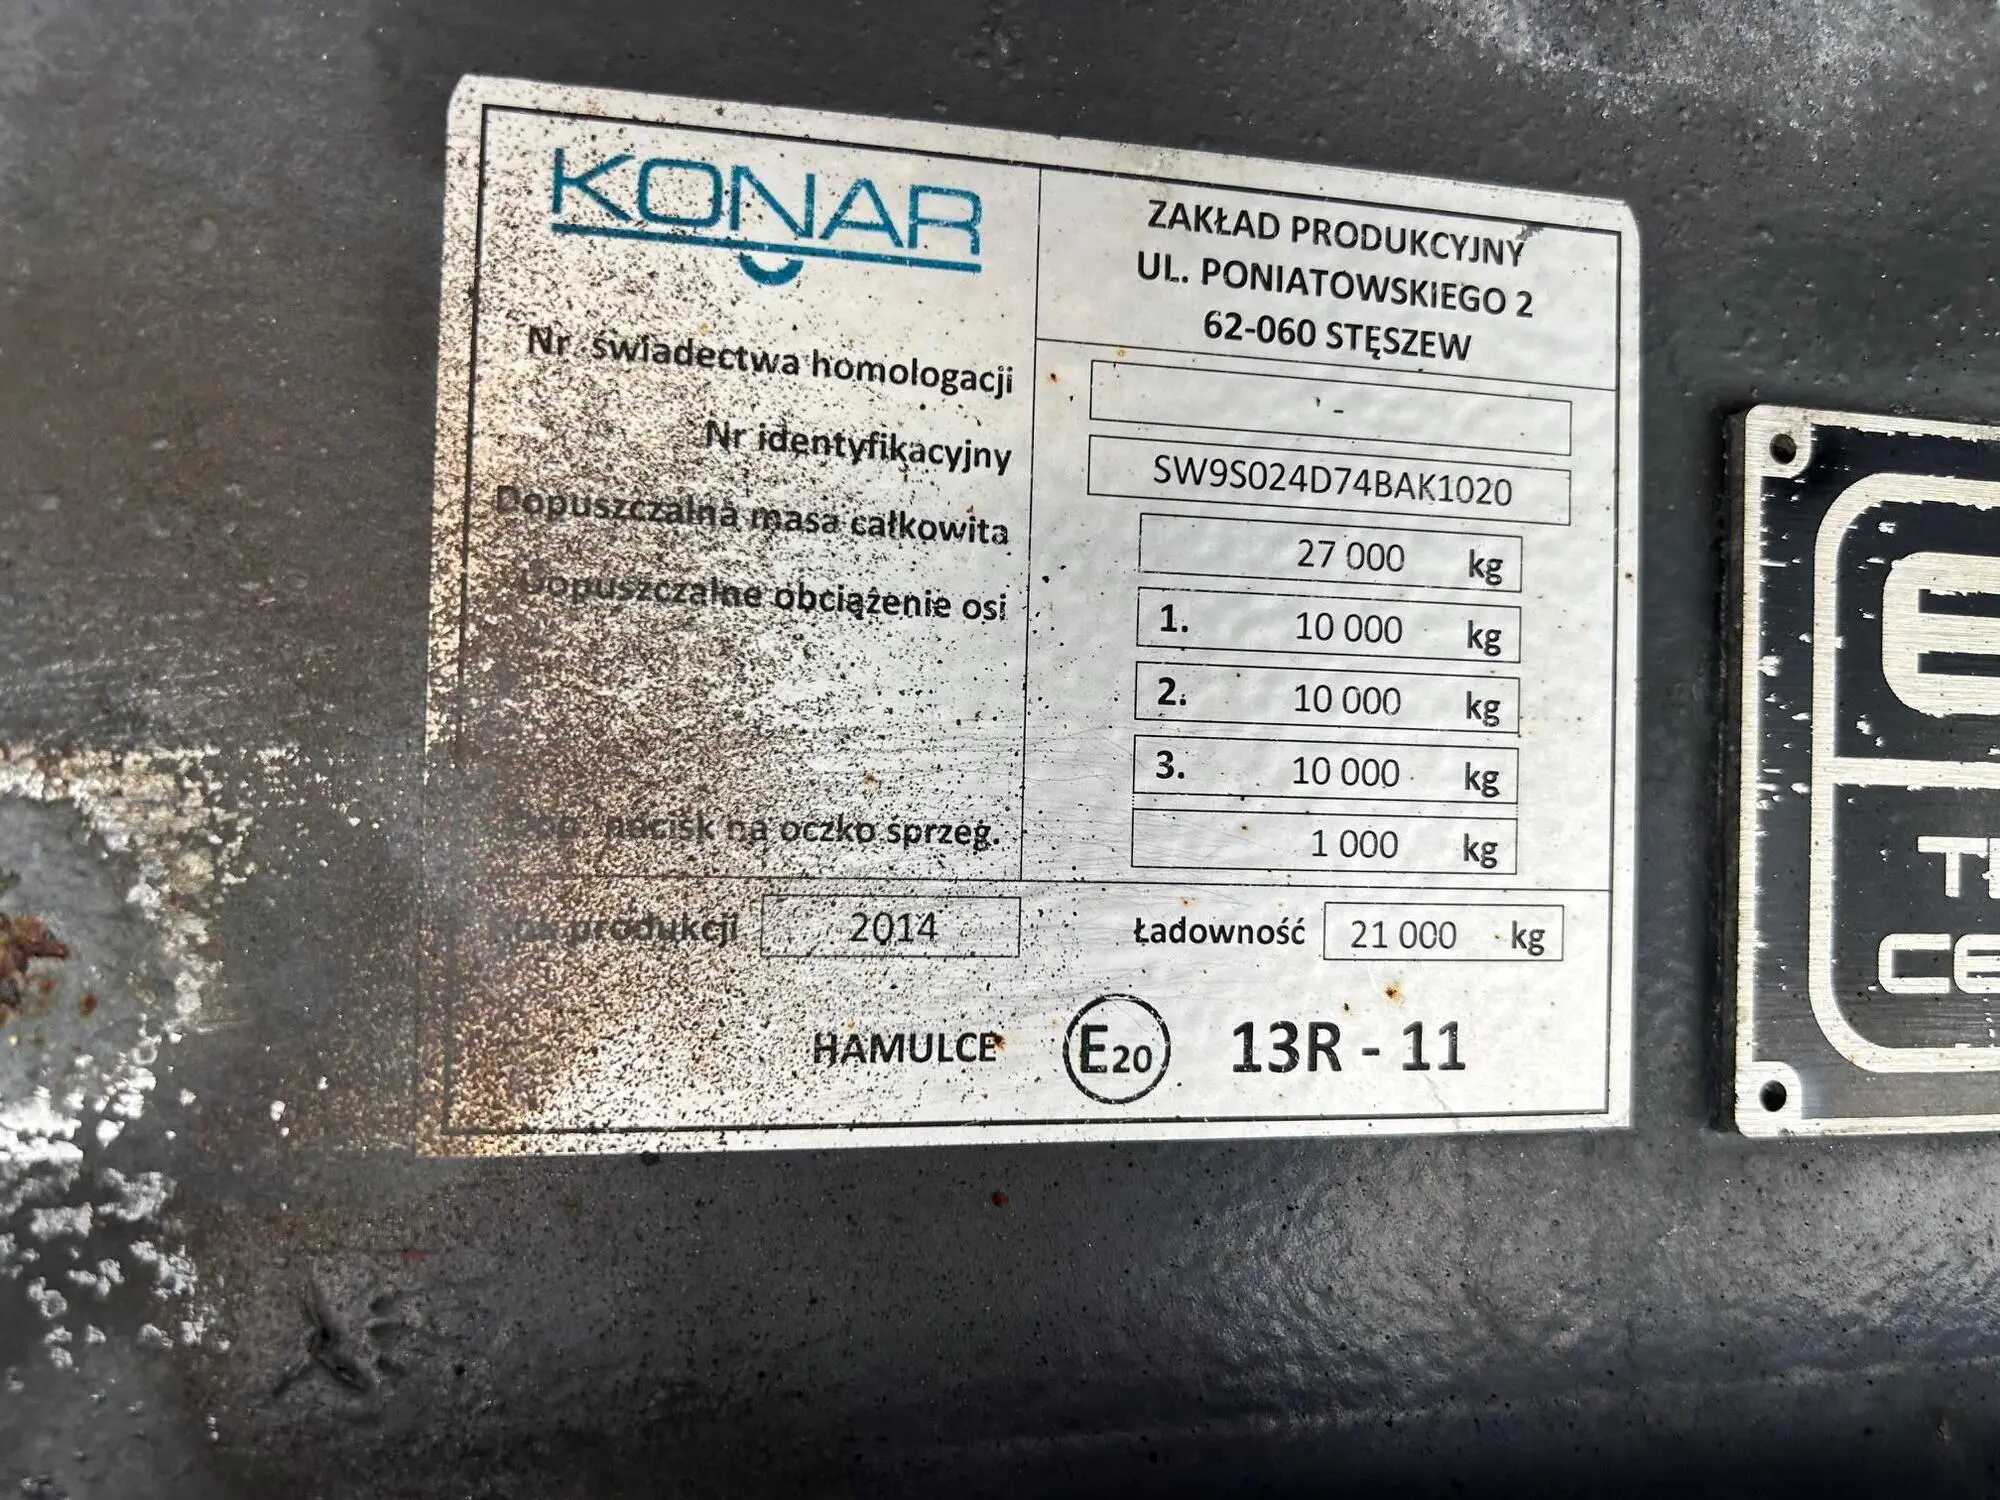 KONAR
ZAKŁAD PRODUKCYJNY
UL. PONIATOWSKIEGO 2
62-060 STĘSZEW
Nr świadectwa homologacji -
Nr identyfikacyjny SW9S024D74BAK1020
Dopuszczalna masa całkowita 27 000 kg
Dopuszczalne obciążenie osi 1. 10 000 kg
2. 10 000 kg
3. 10 000 kg
nacisk na oczko sprzęg. 1 000 kg
produkcji 2014 Ładowność 21 000 kg
HAMULCE E20 13R - 11